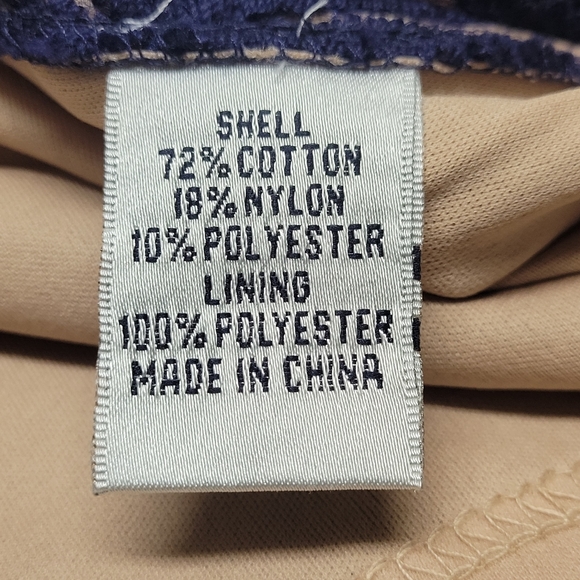 SHELL
72% COTTON
18% NYLON
10% POLYESTER
LINING
100% POLYESTER
MADE IN CHINA